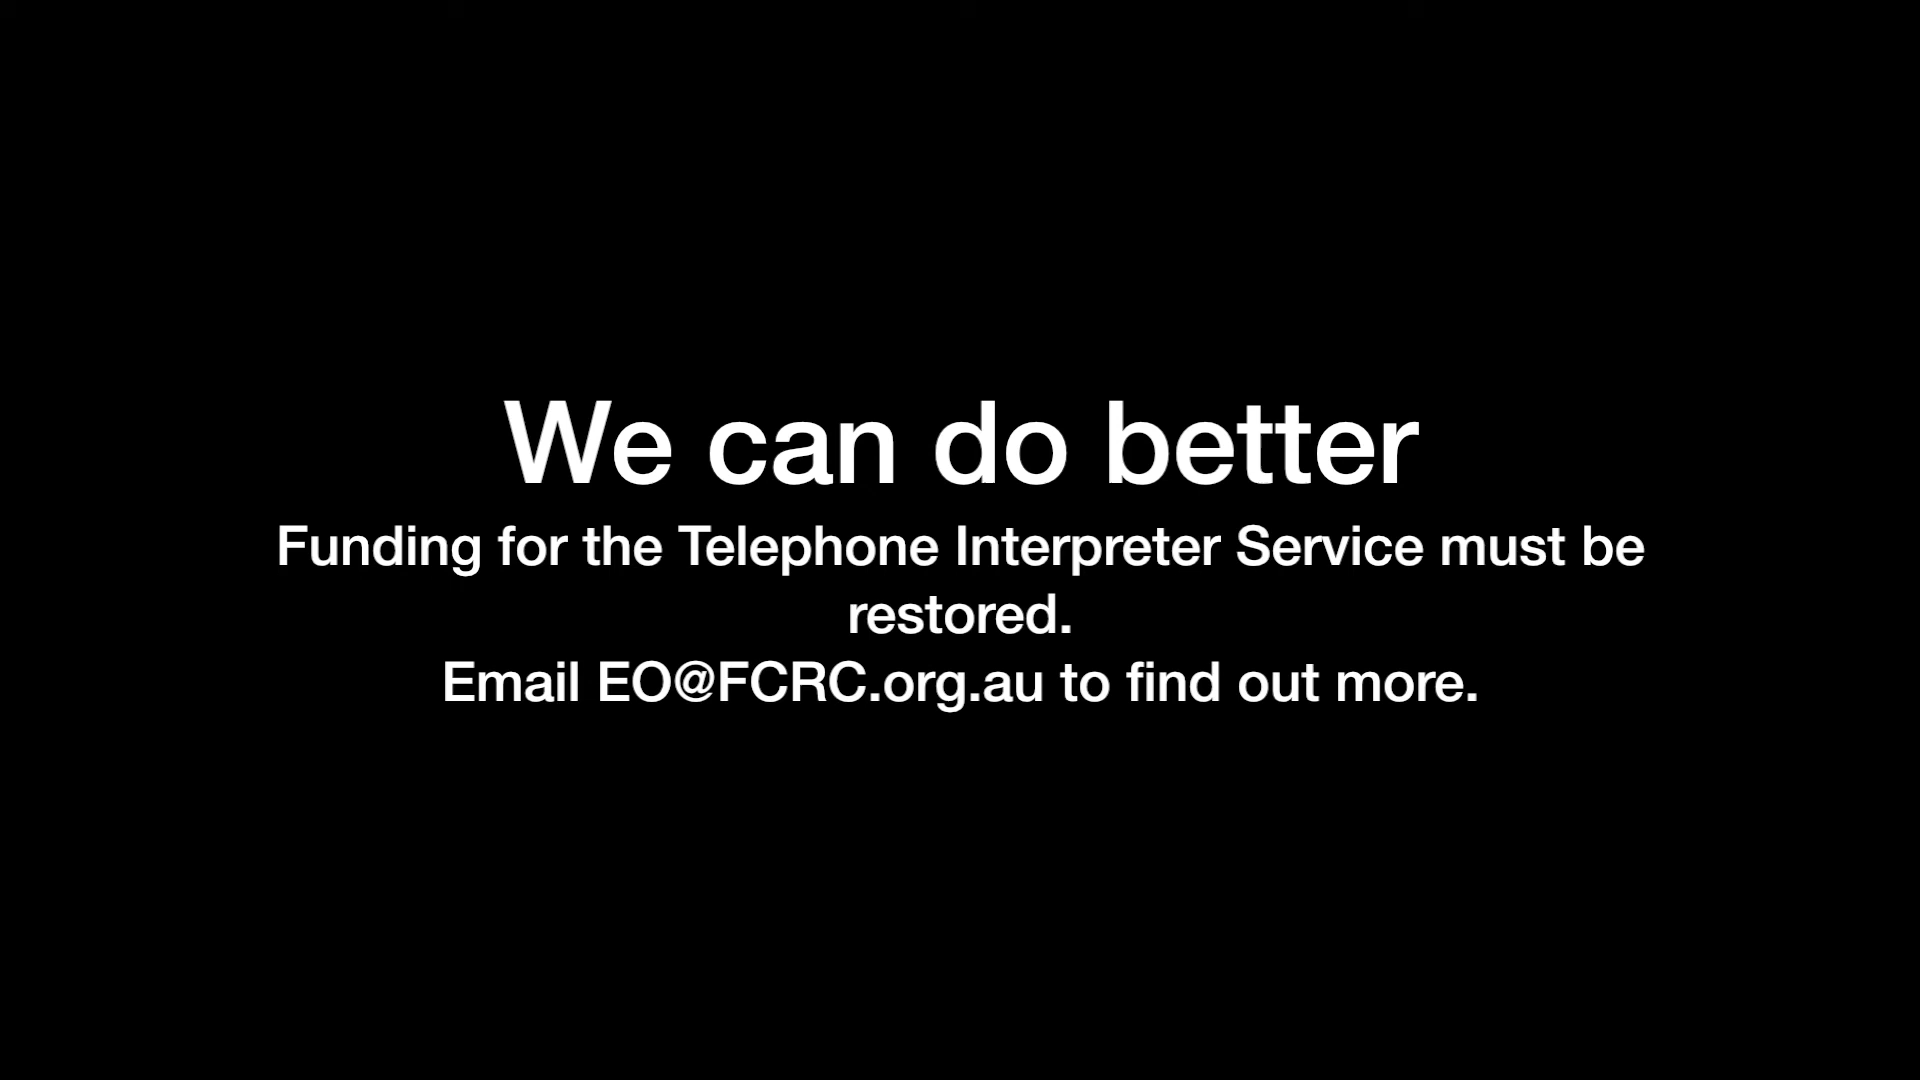 We can do better
Funding for the Telephone Interpreter Service must be
restored.
Email EO@FCRC.org.au to find out more.